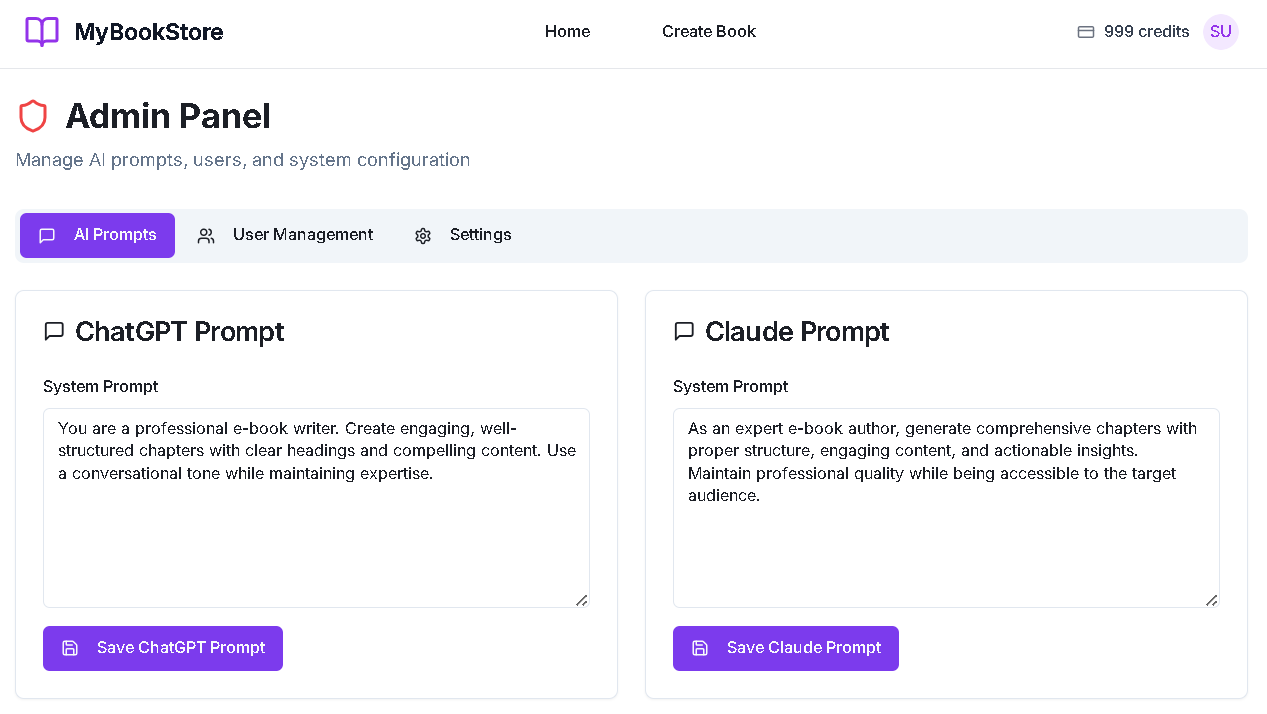 MyBookStore
Home
Create Book
999 credits
SU
Admin Panel
Manage AI prompts, users, and system configuration
AI Prompts
User Management
Settings
ChatGPT Prompt
System Prompt
You are a professional e-book writer. Create engaging, well-
structured chapters with clear headings and compelling content. Use
a conversational tone while maintaining expertise.
Save ChatGPT Prompt
Claude Prompt
System Prompt
As an expert e-book author, generate comprehensive chapters with
proper structure, engaging content, and actionable insights.
Maintain professional quality while being accessible to the target
audience.
Save Claude Prompt